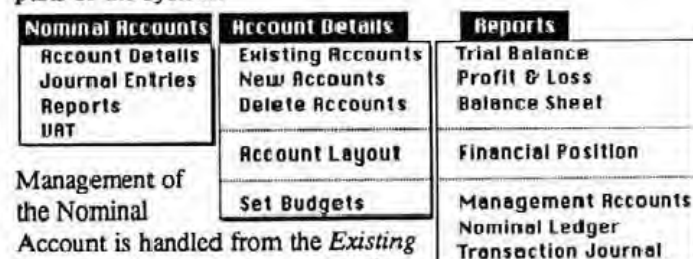 Nominal Accounts
Account Details
Journal Entries
Reports
VAT
Account Details
Existing Accounts
New Accounts
Delete Accounts
Account Layout
Set Budgets
Reports
Trial Balance
Profit & Loss
Balance Sheet
Financial Position
Management Accounts
Nominal Ledger
Transaction Journal
Management of
the Nominal
Account is handled from the Existing